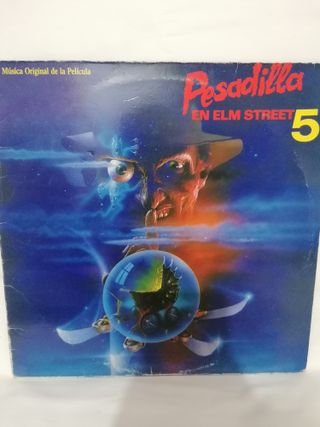 Música Original de la Película
Pesadilla
EN ELM STREET
5